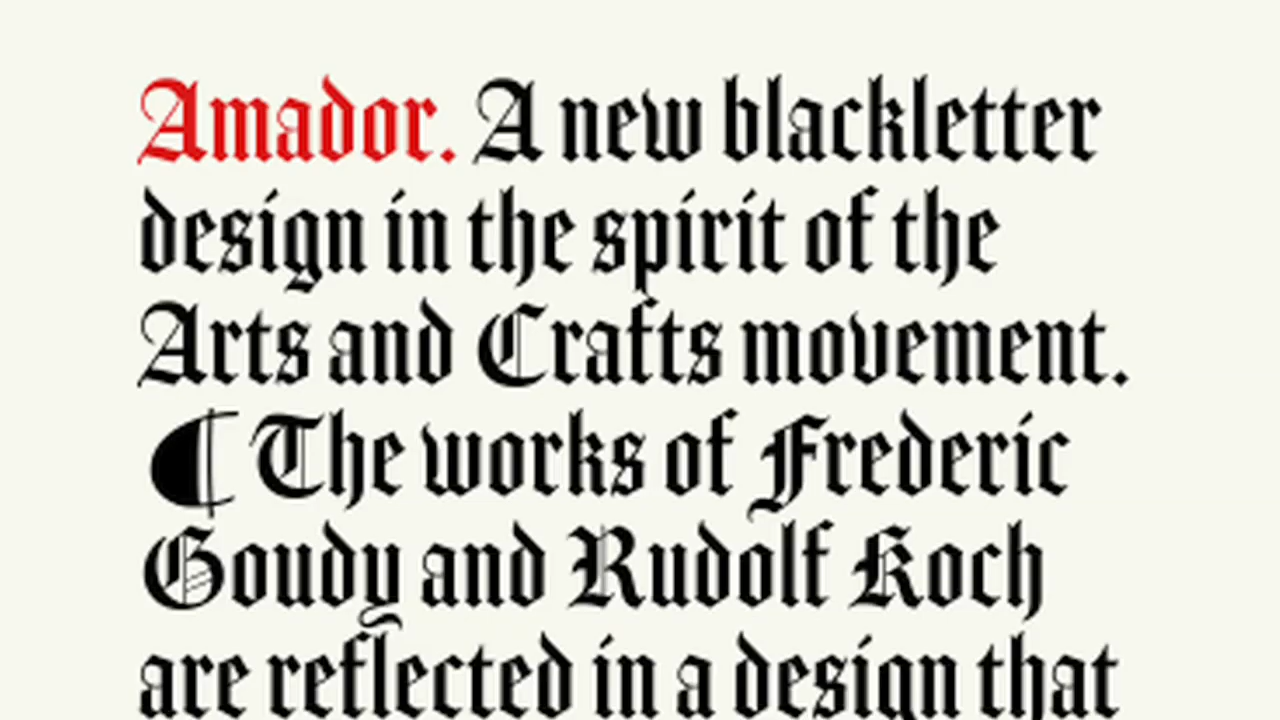 Amador. A new blackletter
design in the spirit of the
Arts and Crafts movement.
¶ The works of Frederic
Goudy and Rudolf Koch
are reflected in a design that